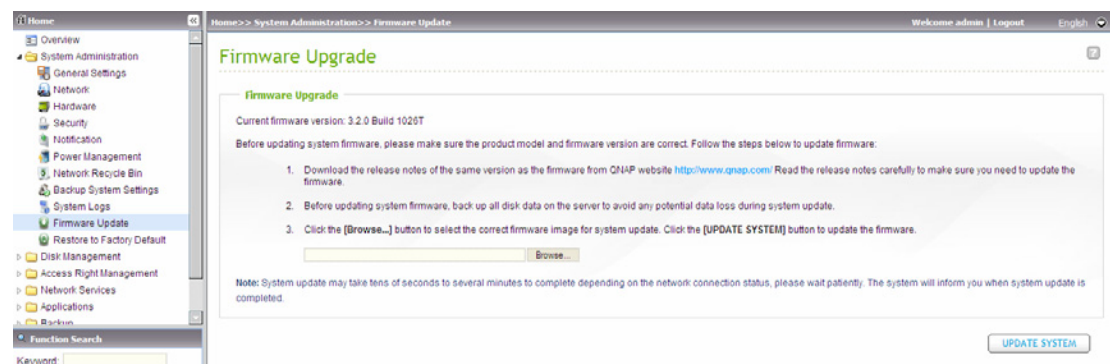 Home
Home>> System Administration>> Firmware Update
Welcome admin | Logout
English
Overview
System Administration
General Settings
Network
Hardware
Security
Notification
Power Management
Network Recycle Bin
Backup System Settings
System Logs
Firmware Update
Restore to Factory Default
Disk Management
Access Right Management
Network Services
Applications
Backup
Function Search
Keyword:
Firmware Upgrade
Firmware Upgrade
Current firmware version: 3.2.0 Build 1026T
Before updating system firmware, please make sure the product model and firmware version are correct. Follow the steps below to update firmware:
1. Download the release notes of the same version as the firmware from QNAP website http://www.qnap.com/ Read the release notes carefully to make sure you need to update the
firmware.
2. Before updating system firmware, back up all disk data on the server to avoid any potential data loss during system update.
3. Click the [Browse...] button to select the correct firmware image for system update. Click the [UPDATE SYSTEM] button to update the firmware.
Browse...
Note: System update may take tens of seconds to several minutes to complete depending on the network connection status, please wait patiently. The system will inform you when system update is
completed.
UPDATE SYSTEM